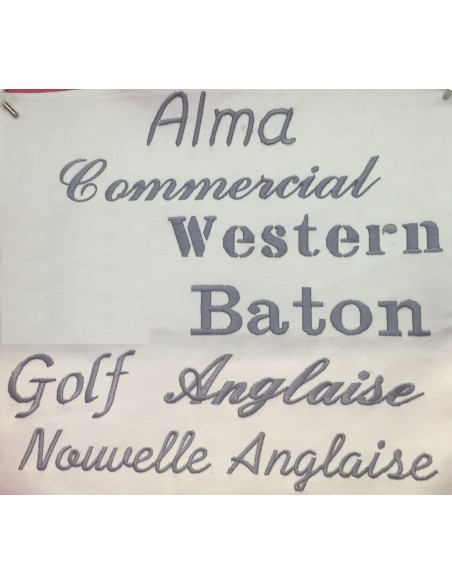 Alma
Commercial
Western
Baton
Golf Anglaise
Nouvelle Anglaise